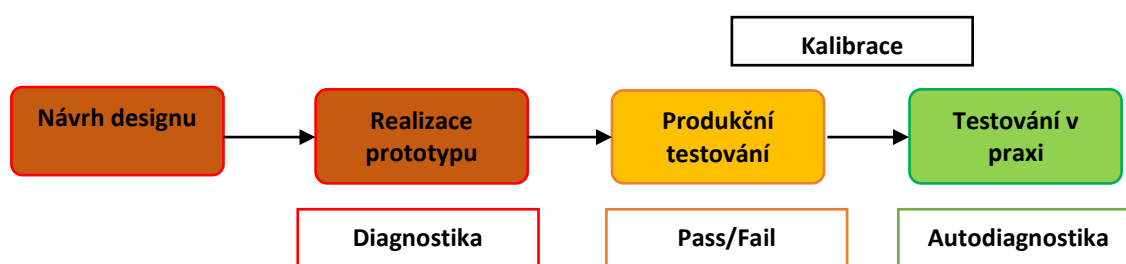 Kalibrace
Návrh designu
Realizace
prototypu
Produkční
testování
Testování v
praxi
Diagnostika
Pass/Fail
Autodiagnostika